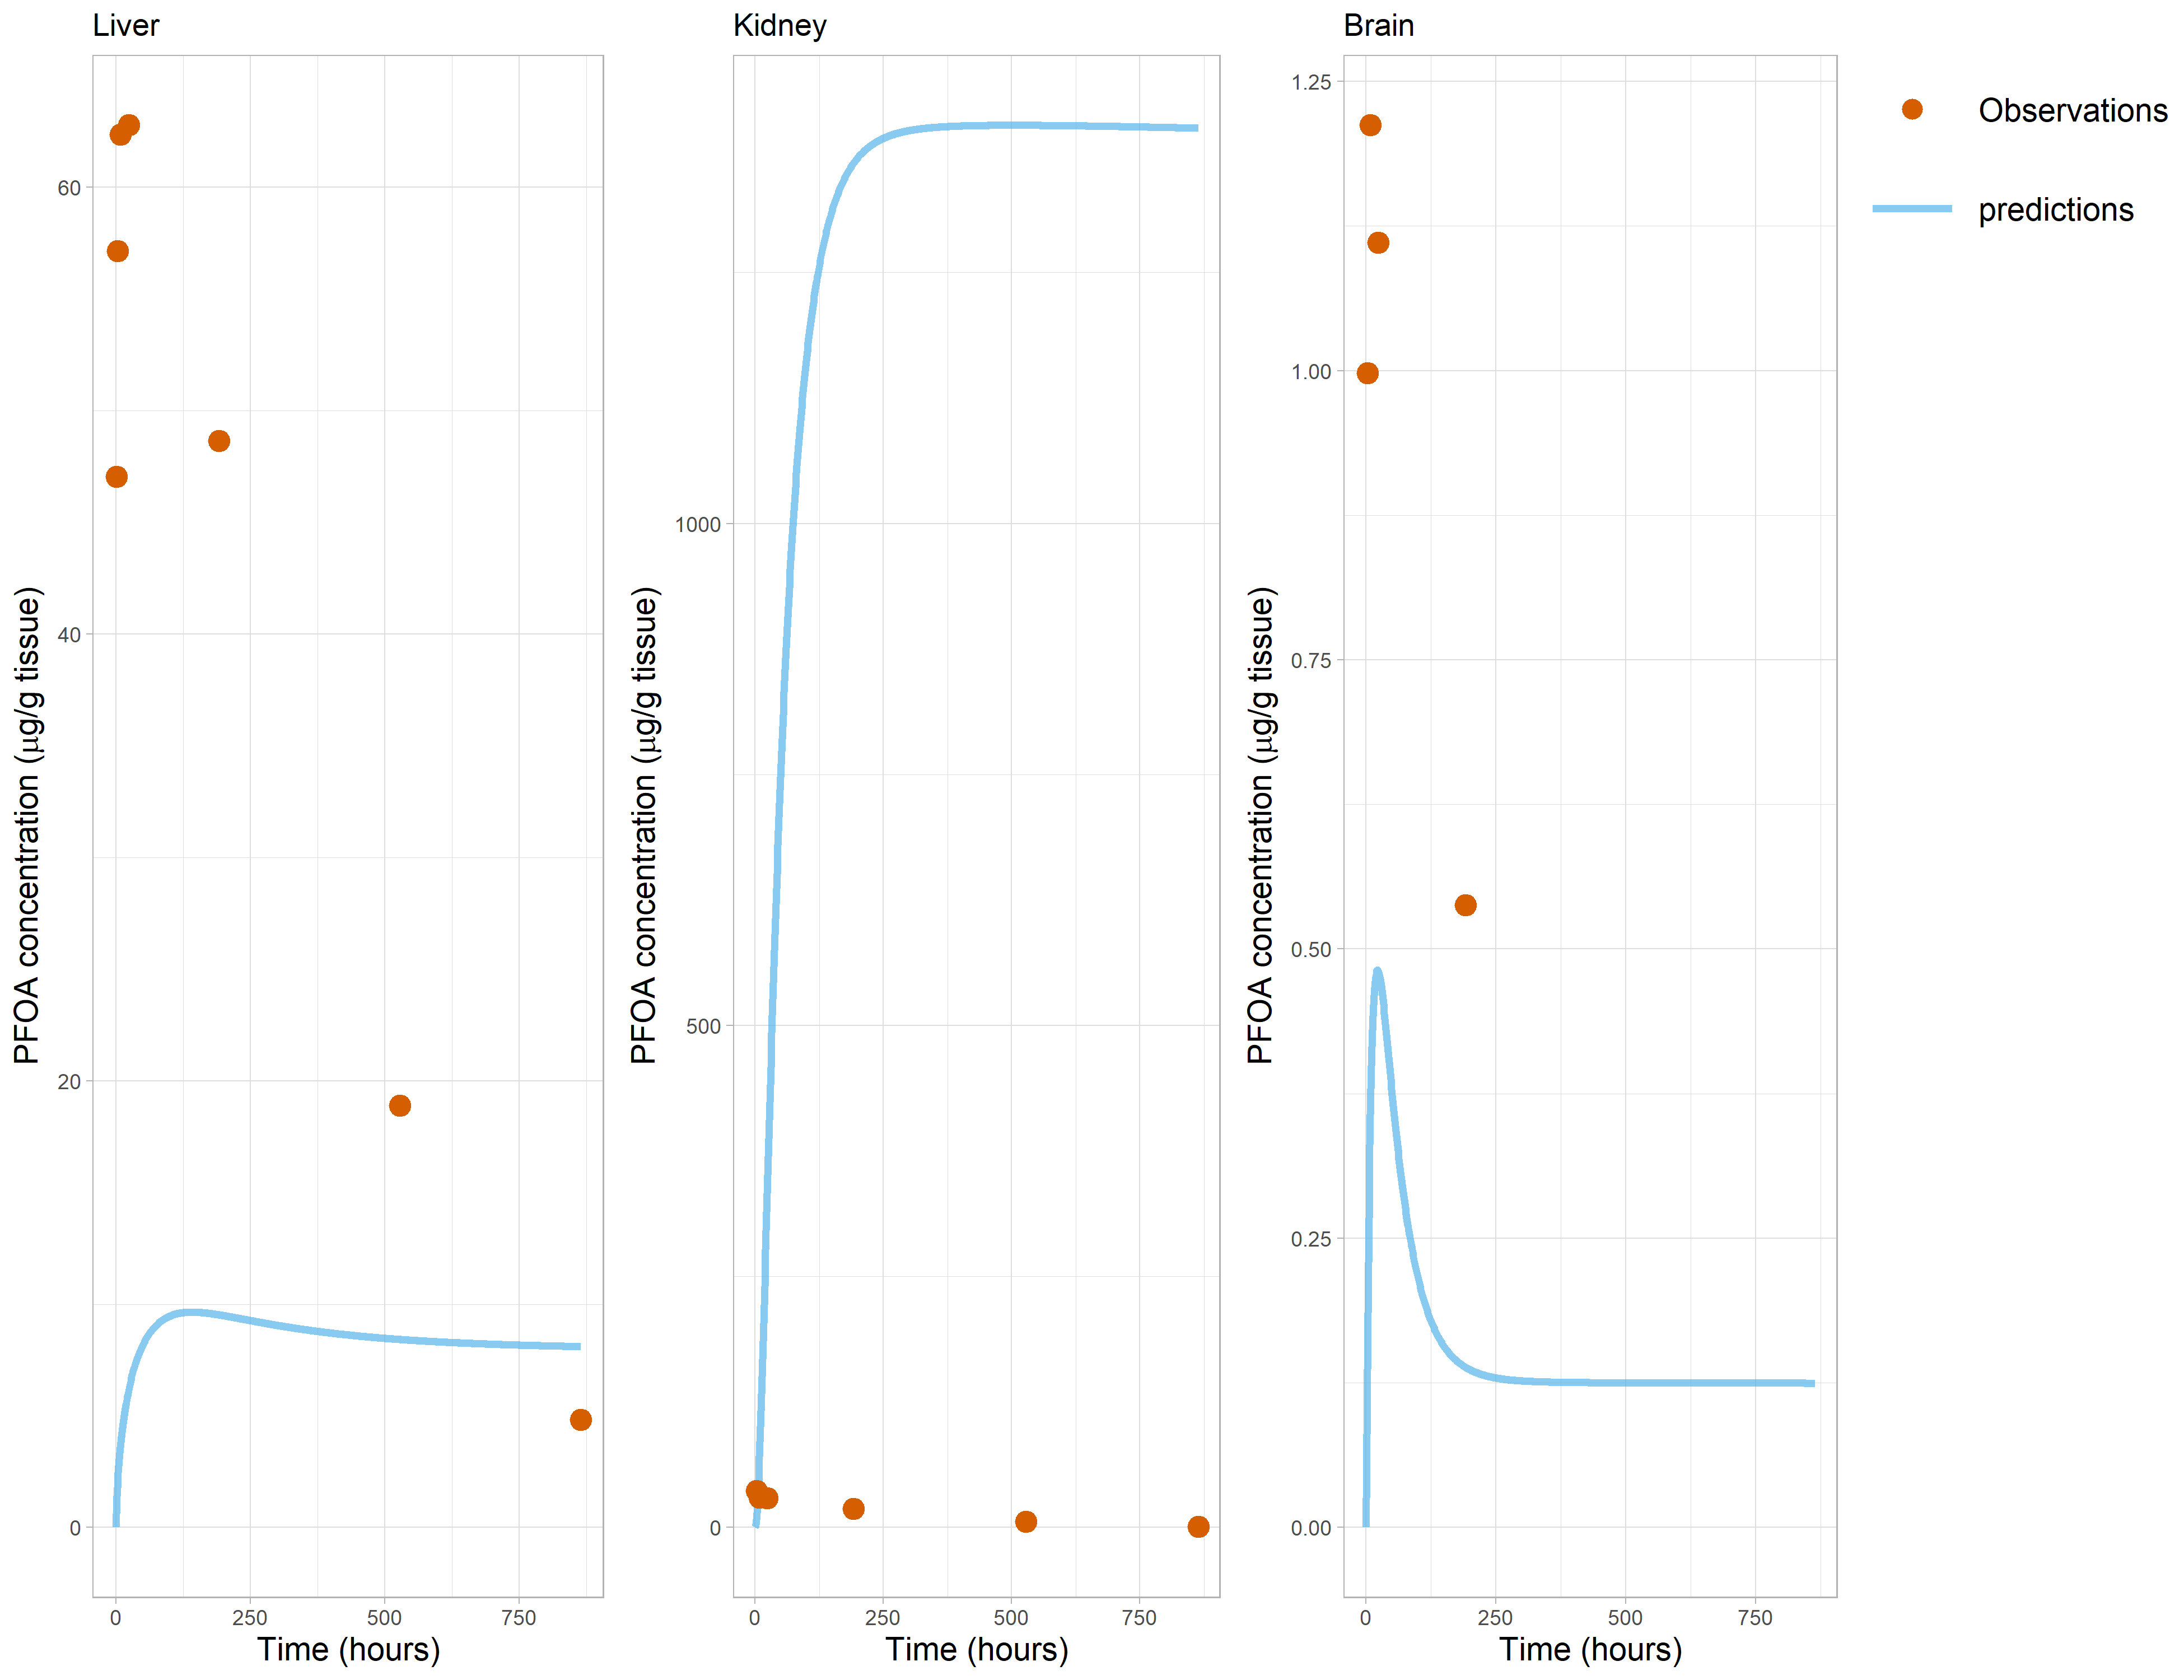 Liver
PFOA concentration (μg/g tissue)
60
40
20
0
0 250 500 750
Time (hours)
Kidney
PFOA concentration (μg/g tissue)
1000
500
0
0 250 500 750
Time (hours)
Brain
PFOA concentration (μg/g tissue)
1.25
1.00
0.75
0.50
0.25
0.00
0 250 500 750
Time (hours)
Observations
predictions